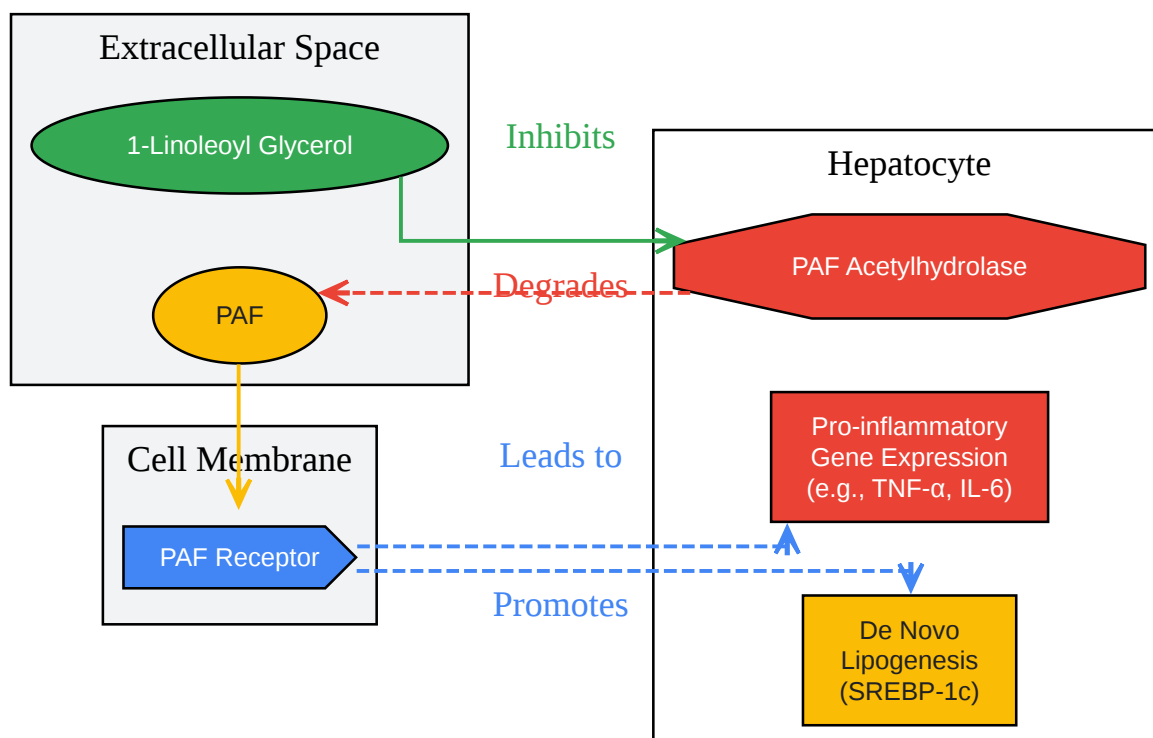 Extracellular Space
1-Linoleoyl Glycerol
Inhibits
Hepatocyte
PAF Acetylhydrolase
Degrades
PAF
Cell Membrane
Leads to
Pro-inflammatory
Gene Expression
(e.g., TNF-α, IL-6)
PAF Receptor
Promotes
De Novo
Lipogenesis
(SREBP-1c)